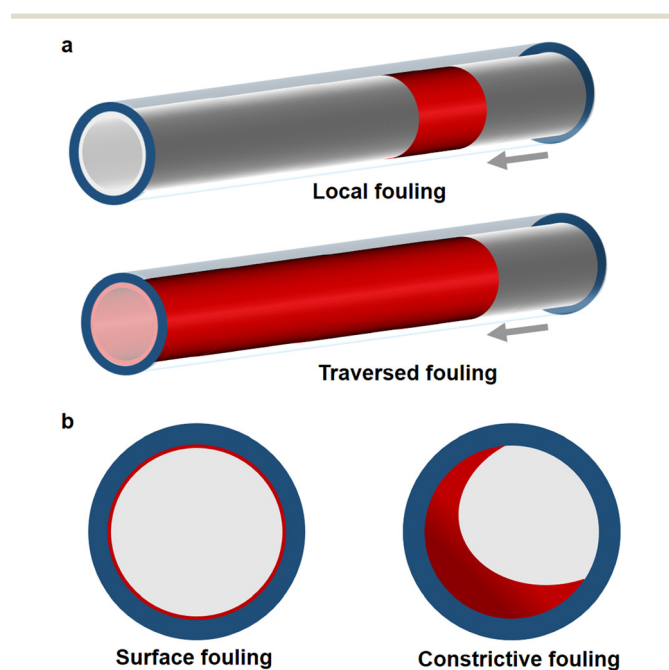 a
Local fouling
Traversed fouling
b
Surface fouling
Constrictive fouling